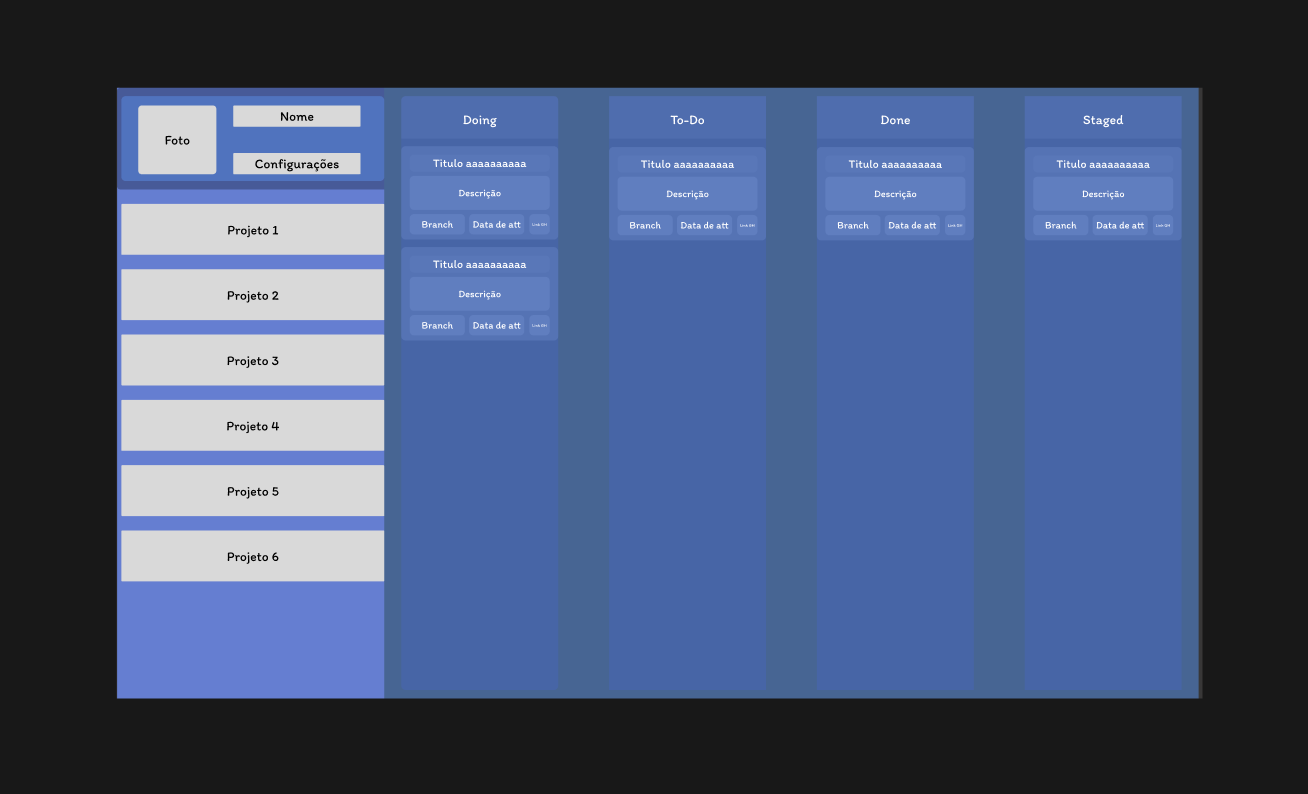 Foto
Nome
Configurações
Projeto 1
Projeto 2
Projeto 3
Projeto 4
Projeto 5
Projeto 6
Doing
Titulo aaaaaaaaaa
Descrição
Branch Data de att Link GH
Titulo aaaaaaaaaa
Descrição
Branch Data de att Link GH
To-Do
Titulo aaaaaaaaaa
Descrição
Branch Data de att Link GH
Done
Titulo aaaaaaaaaa
Descrição
Branch Data de att Link GH
Staged
Titulo aaaaaaaaaa
Descrição
Branch Data de att Link GH